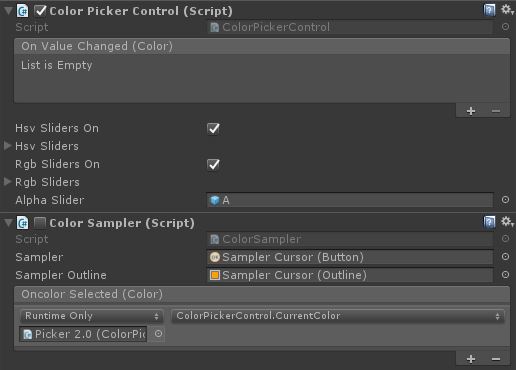 Color Picker Control (Script)
Script ColorPickerControl
On Value Changed (Color)
List is Empty
Hsv Sliders On
Hsv Sliders
Rgb Sliders On
Rgb Sliders
Alpha Slider A
Color Sampler (Script)
Script ColorSampler
Sampler Sampler Cursor (Button)
Sampler Outline Sampler Cursor (Outline)
Oncolor Selected (Color)
Runtime Only ColorPickerControl.CurrentColor
Picker 2.0 (ColorPic